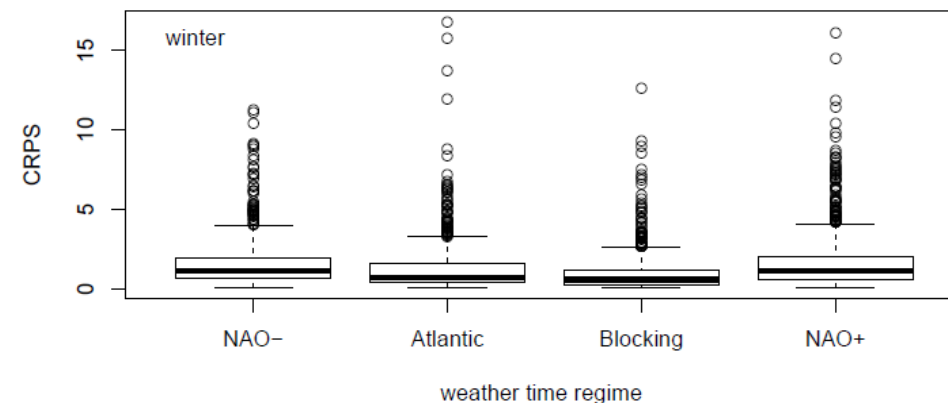 winter
15
10
5
0
CRPS
NAO− Atlantic Blocking NAO+
weather time regime